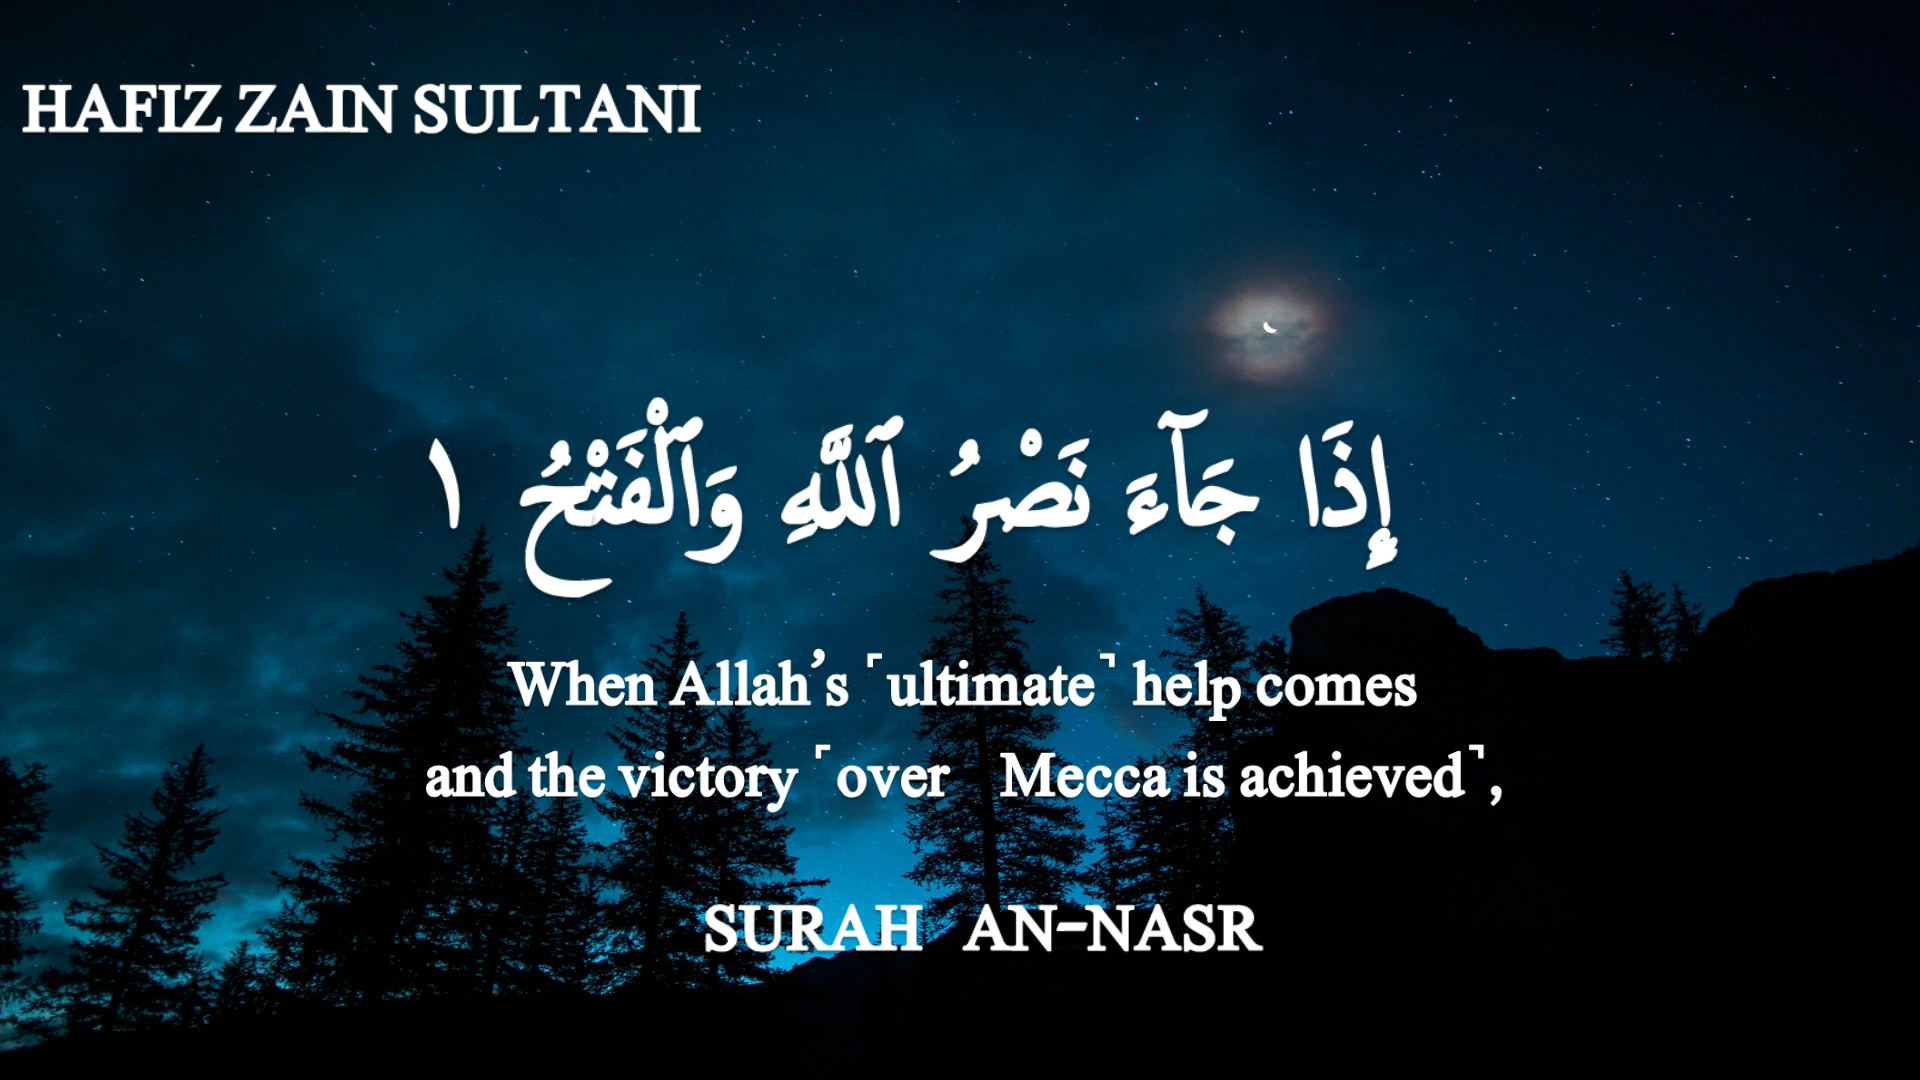 HAFIZ ZAIN SULTANI
إِذَا جَآءَ نَصْرُ ٱللَّهِ وَٱلْفَتْحُ ١
When Allah’s ˹ultimate˺ help comes
and the victory ˹over Mecca is achieved˺,
SURAH AN-NASR